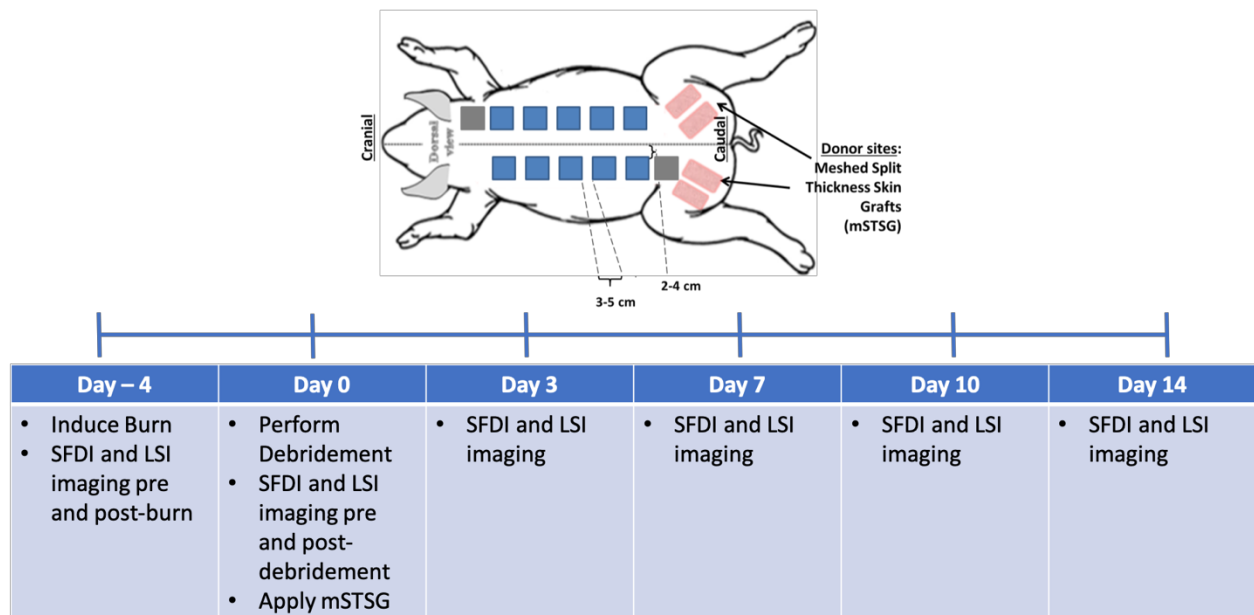 Cranial
Dorsal
view
Caudal
Donor sites:
Meshed Split
Thickness Skin
Grafts
(mSTSG)
2-4 cm
3-5 cm
Day – 4
• Induce Burn
• SFDI and LSI
imaging pre
and post-burn
Day 0
• Perform
Debridement
• SFDI and LSI
imaging pre
and post-
debridement
• Apply mSTSG
Day 3
• SFDI and LSI
imaging
Day 7
• SFDI and LSI
imaging
Day 10
• SFDI and LSI
imaging
Day 14
• SFDI and LSI
imaging